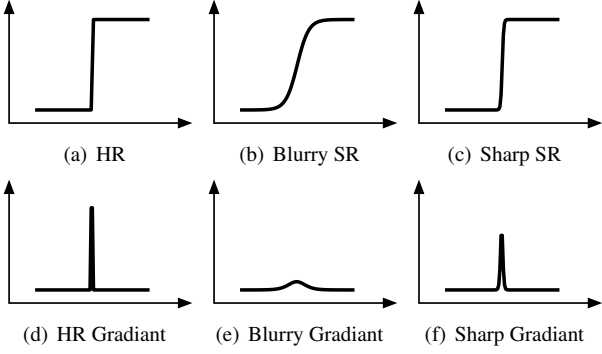 (a) HR
(b) Blurry SR
(c) Sharp SR
(d) HR Gradiant
(e) Blurry Gradiant
(f) Sharp Gradiant